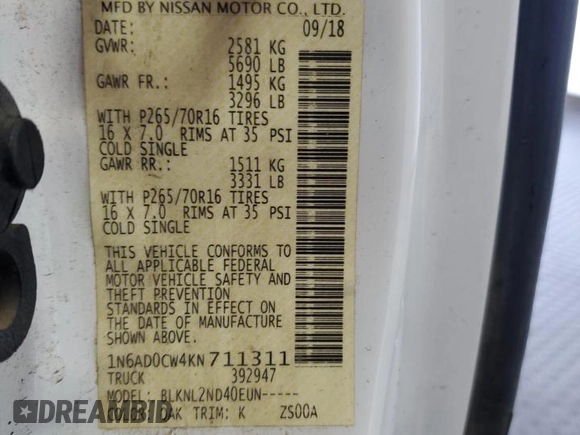 MFD BY NISSAN MOTOR CO., LTD.
DATE: 09/18
GVWR: 2581 KG
5690 LB
GAWR FR.: 1495 KG
3296 LB
WITH P265/70R16 TIRES
16 X 7.0 RIMS AT 35 PSI
COLD SINGLE
GAWR RR.: 1511 KG
3331 LB
WITH P265/70R16 TIRES
16 X 7.0 RIMS AT 35 PSI
COLD SINGLE
THIS VEHICLE CONFORMS TO
ALL APPLICABLE FEDERAL
MOTOR VEHICLE SAFETY AND
THEFT PREVENTION
STANDARDS IN EFFECT ON
THE DATE OF MANUFACTURE
SHOWN ABOVE.
1N6AD0CW4KN711311
TRUCK 392947
MODEL: BLKNL2ND40EUN-----
QAK TRIM: K ZS00A
DREAMBID